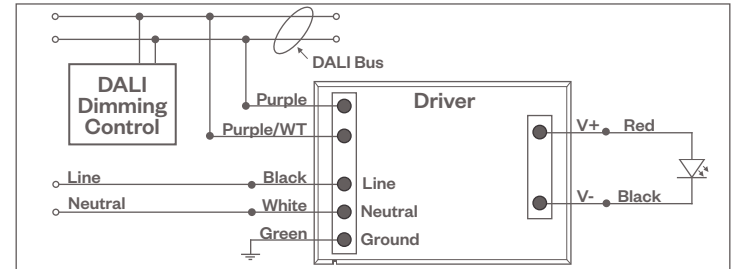 DALI Bus
DALI
Dimming
Control
Driver
Purple
Purple/WT
V+ Red
Line Black Line
Neutral White Neutral
V- Black
Green Ground